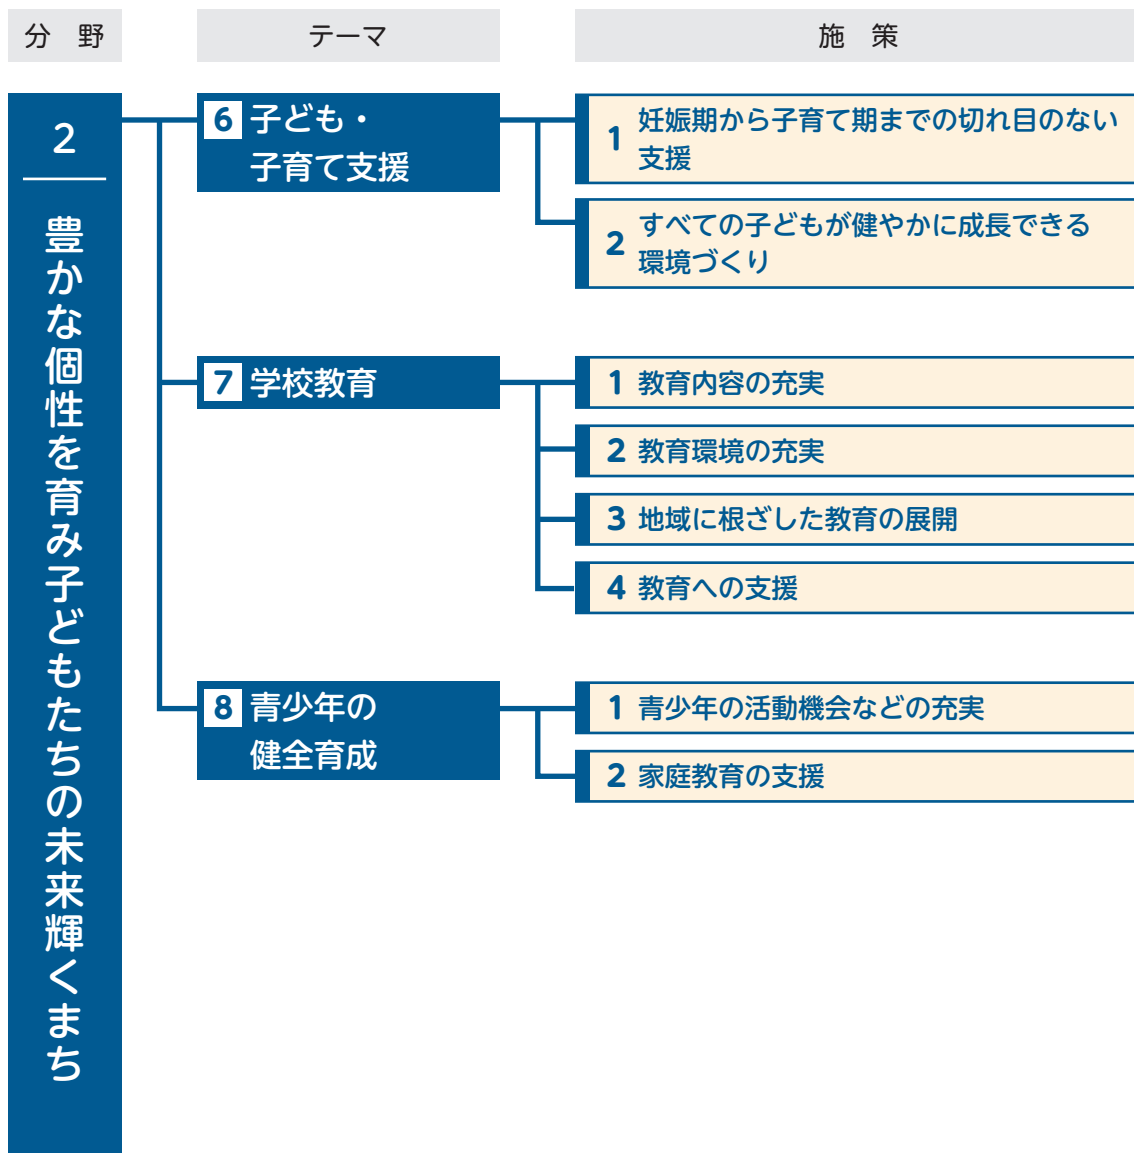 分　野
テーマ
施　策
2
豊かな個性を育み子どもたちの未来輝くまち
6 子ども・
子育て支援
1 妊娠期から子育て期までの切れ目のない
支援
2 すべての子どもが健やかに成長できる
環境づくり
7 学校教育
1 教育内容の充実
2 教育環境の充実
3 地域に根ざした教育の展開
4 教育への支援
8 青少年の
健全育成
1 青少年の活動機会などの充実
2 家庭教育の支援